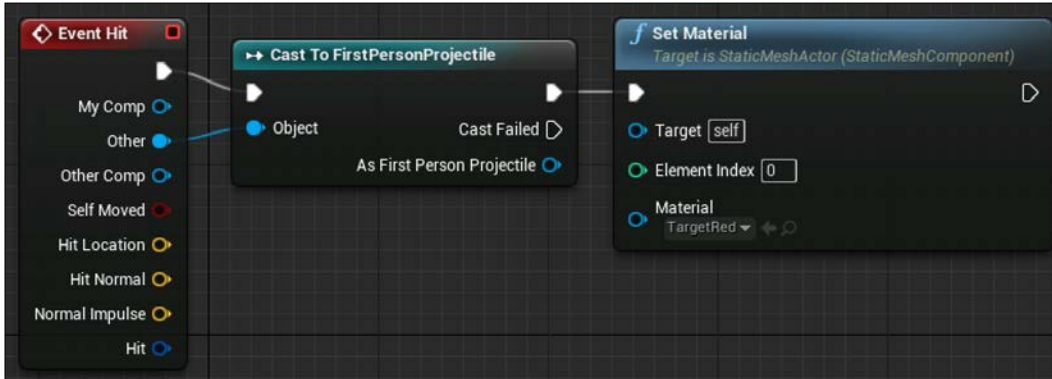 Event Hit
My Comp
Other
Other Comp
Self Moved
Hit Location
Hit Normal
Normal Impulse
Hit
Cast To FirstPersonProjectile
Object
Cast Failed
As First Person Projectile
f Set Material
Target is StaticMeshActor (StaticMeshComponent)
Target self
Element Index 0
Material
TargetRed